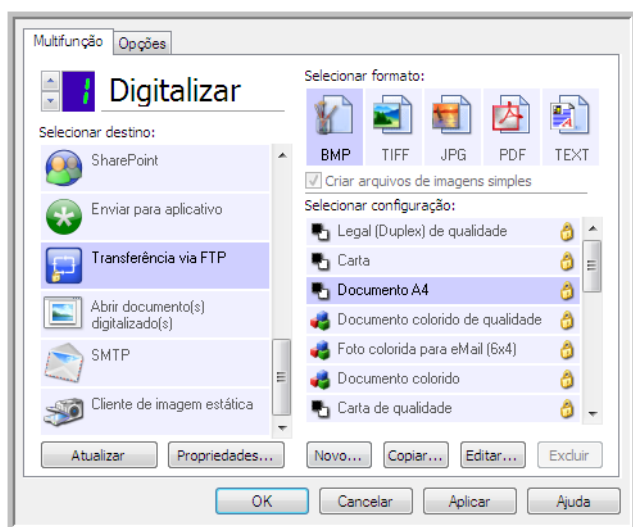 Multifunção
Opções
1
Digitalizar
Selecionar destino:
SharePoint
Enviar para aplicativo
Transferência via FTP
Abrir documento(s)
digitalizado(s)
SMTP
Cliente de imagem estática
Atualizar
Propriedades...
Selecionar formato:
BMP
TIFF
JPG
PDF
TEXT
Criar arquivos de imagens simples
Selecionar configuração:
Legal (Duplex) de qualidade
Carta
Documento A4
Documento colorido de qualidade
Foto colorida para eMail (6x4)
Documento colorido
Carta de qualidade
Novo...
Copiar...
Editar...
Excluir
OK
Cancelar
Aplicar
Ajuda